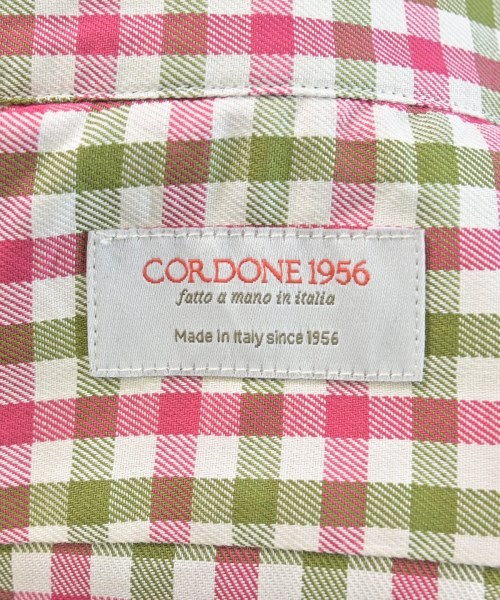 CORDONE 1956
fatto a mano in italia
Made in Italy since 1956